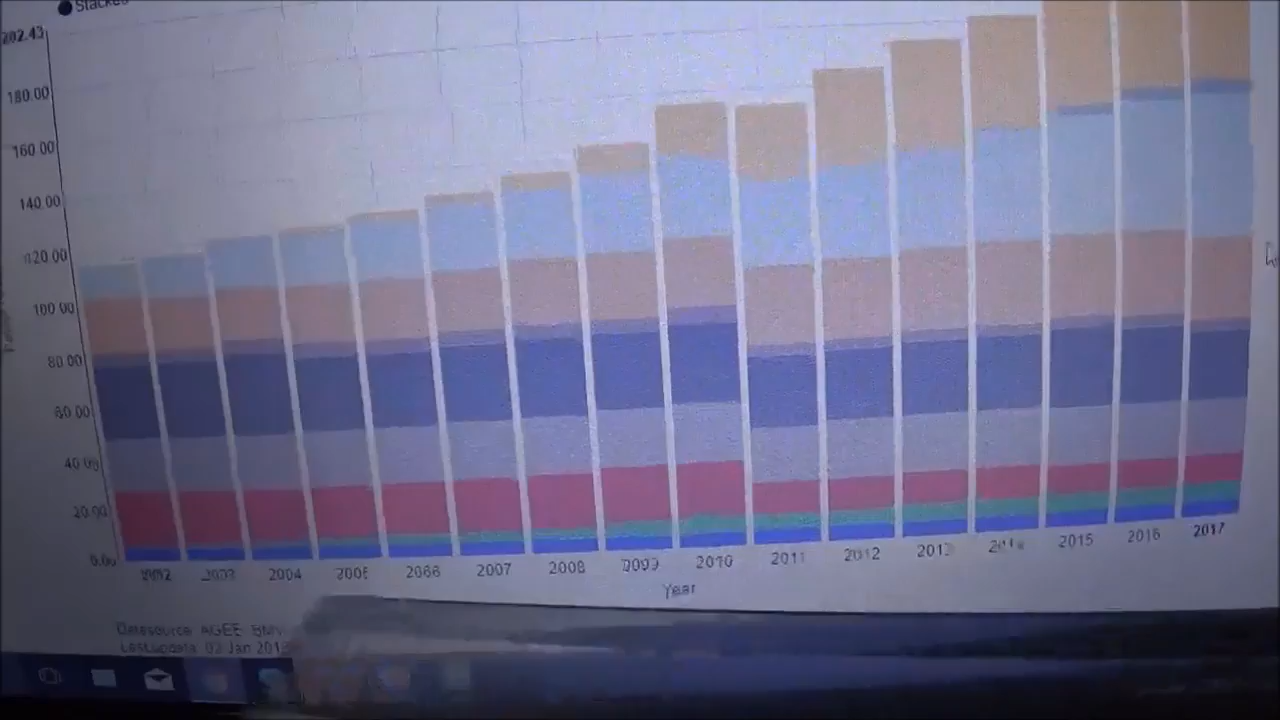 Stacked
202.43
180.00
160.00
140.00
120.00
100.00
80.00
60.00
40.00
20.00
0.00
2002 2003 2004 2005 2006 2007 2008 2009 2010 2011 2012 2013 2014 2015 2016 2017
Year
Datasource: AGEE, BMWi
Last update: 02 Jan 201